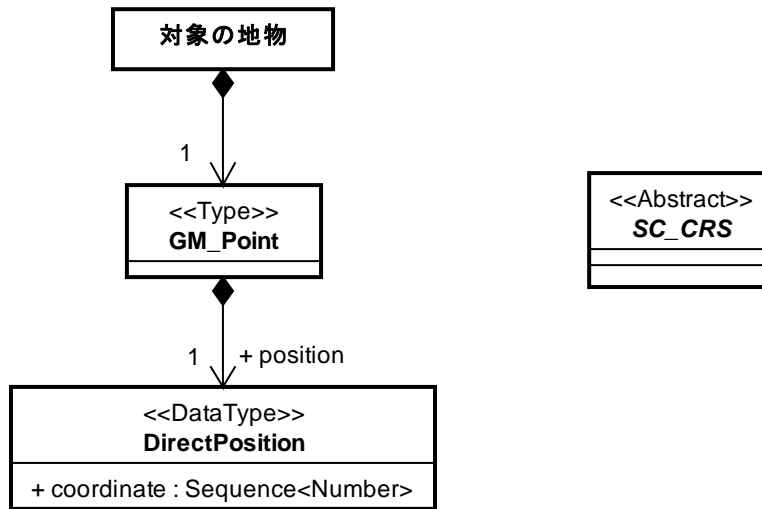 対象の地物
1
<<Type>>
GM_Point
<<Abstract>>
SC_CRS
1 + position
<<DataType>>
DirectPosition
+ coordinate : Sequence<Number>